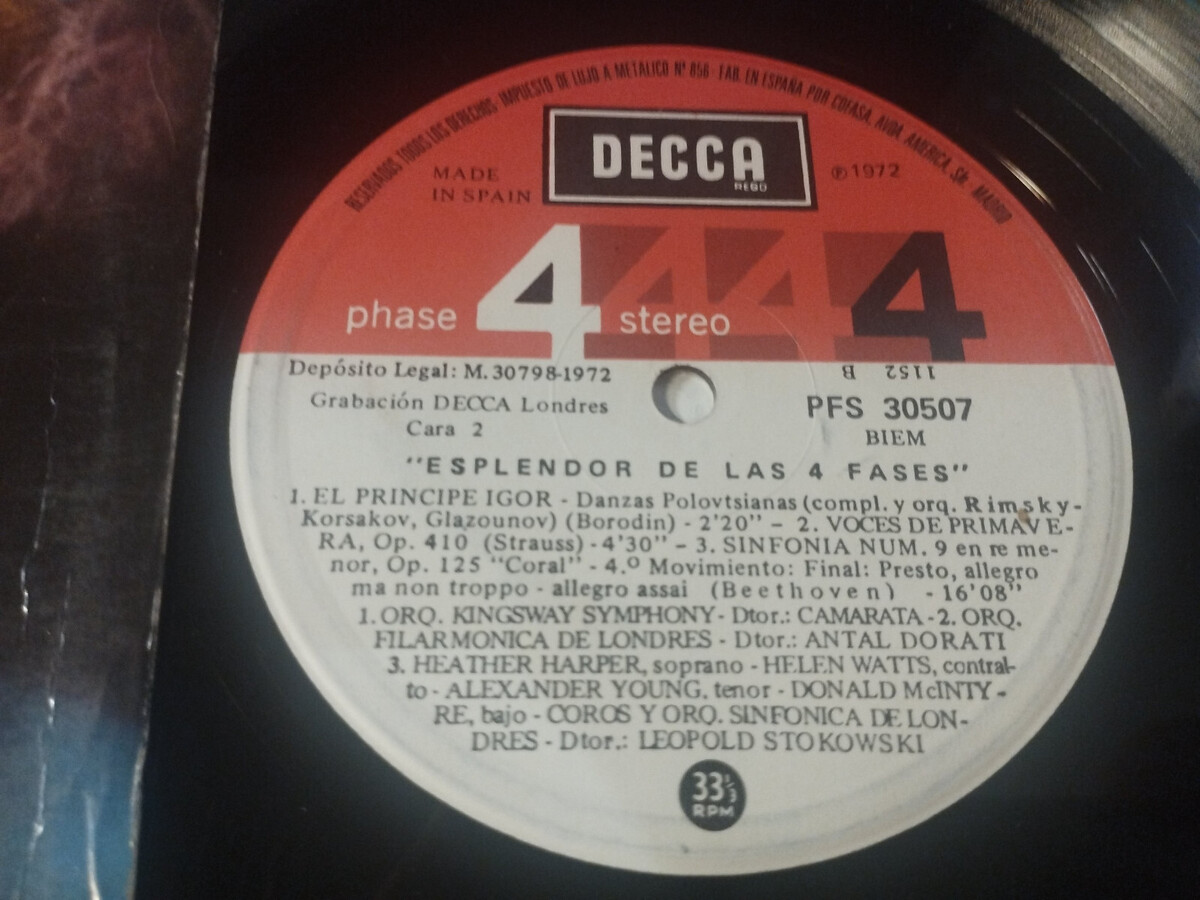 RESERVADOS TODOS LOS DERECHOS · IMPUESTO DE LUJO A METALICO Nº 856 · FAB. EN ESPAÑA POR COFASA. AVDA. AMERICA, S/n. MADRID
DECCA
REGD
MADE
IN SPAIN
℗ 1972
4 4 4 4
phase 4 stereo
Depósito Legal: M. 30798-1972
1152 B
Grabación DECCA Londres
PFS 30507
Cara 2
BIEM
"ESPLENDOR DE LAS 4 FASES"
1. EL PRINCIPE IGOR - Danzas Polovtsianas (compl. y orq. Rimsky-
Korsakov, Glazounov) (Borodin) - 2'20" - 2. VOCES DE PRIMAVE-
RA, Op. 410 (Strauss) - 4'30" - 3. SINFONIA NUM. 9 en re me-
nor, Op. 125 "Coral" - 4.º Movimiento: Final: Presto, allegro
ma non troppo - allegro assai (Beethoven) - 16'08"
1. ORQ. KINGSWAY SYMPHONY - Dtor.: CAMARATA - 2. ORQ.
FILARMONICA DE LONDRES - Dtor.: ANTAL DORATI
3. HEATHER HARPER, soprano - HELEN WATTS, contral-
to - ALEXANDER YOUNG, tenor - DONALD McINTY-
RE, bajo - COROS Y ORQ. SINFONICA DE LON-
DRES - Dtor.: LEOPOLD STOKOWSKI
33⅓
RPM